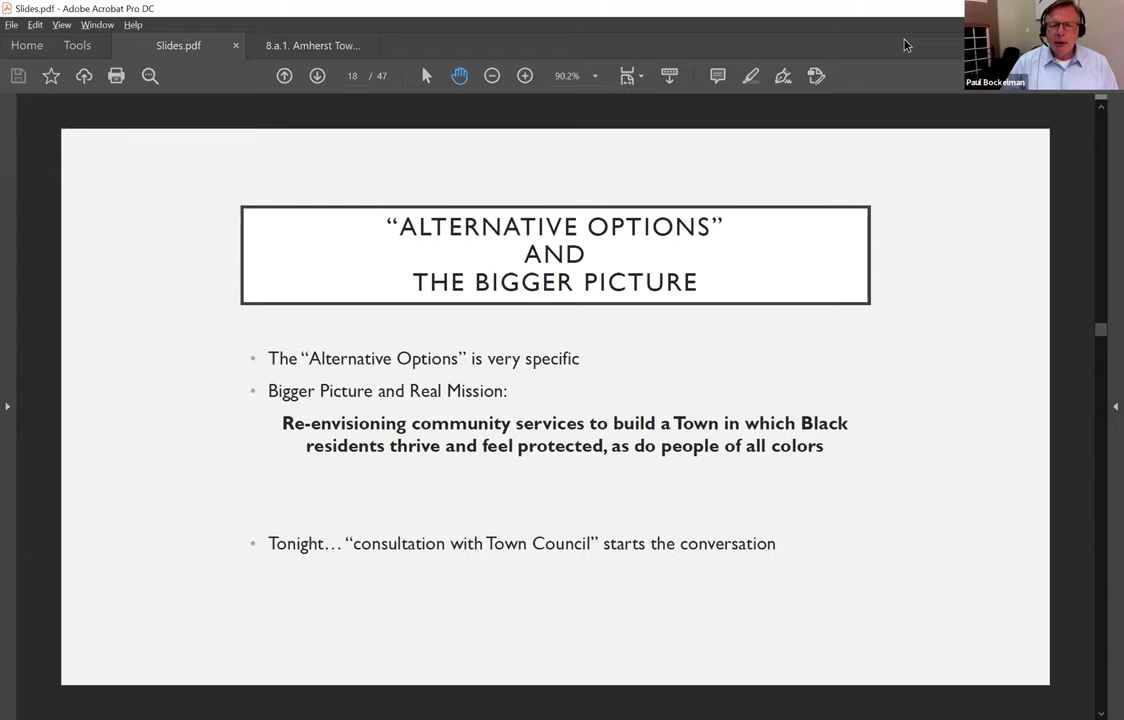 Slides.pdf - Adobe Acrobat Pro DC
File Edit View Window Help
Home Tools Slides.pdf × 8.a.1. Amherst Tow...
18 / 47 90.2%
Paul Bockelman
“ALTERNATIVE OPTIONS”
AND
THE BIGGER PICTURE
• The “Alternative Options” is very specific
• Bigger Picture and Real Mission:
Re-envisioning community services to build a Town in which Black
residents thrive and feel protected, as do people of all colors
• Tonight… “consultation with Town Council” starts the conversation